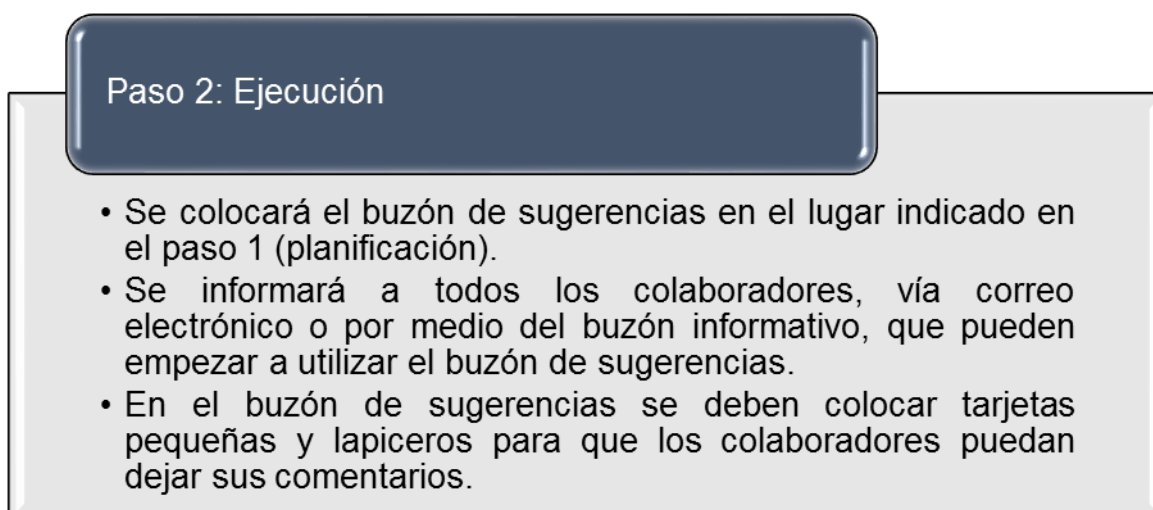 Paso 2: Ejecución
• Se colocará el buzón de sugerencias en el lugar indicado en
el paso 1 (planificación).
• Se informará a todos los colaboradores, vía correo
electrónico o por medio del buzón informativo, que pueden
empezar a utilizar el buzón de sugerencias.
• En el buzón de sugerencias se deben colocar tarjetas
pequeñas y lapiceros para que los colaboradores puedan
dejar sus comentarios.